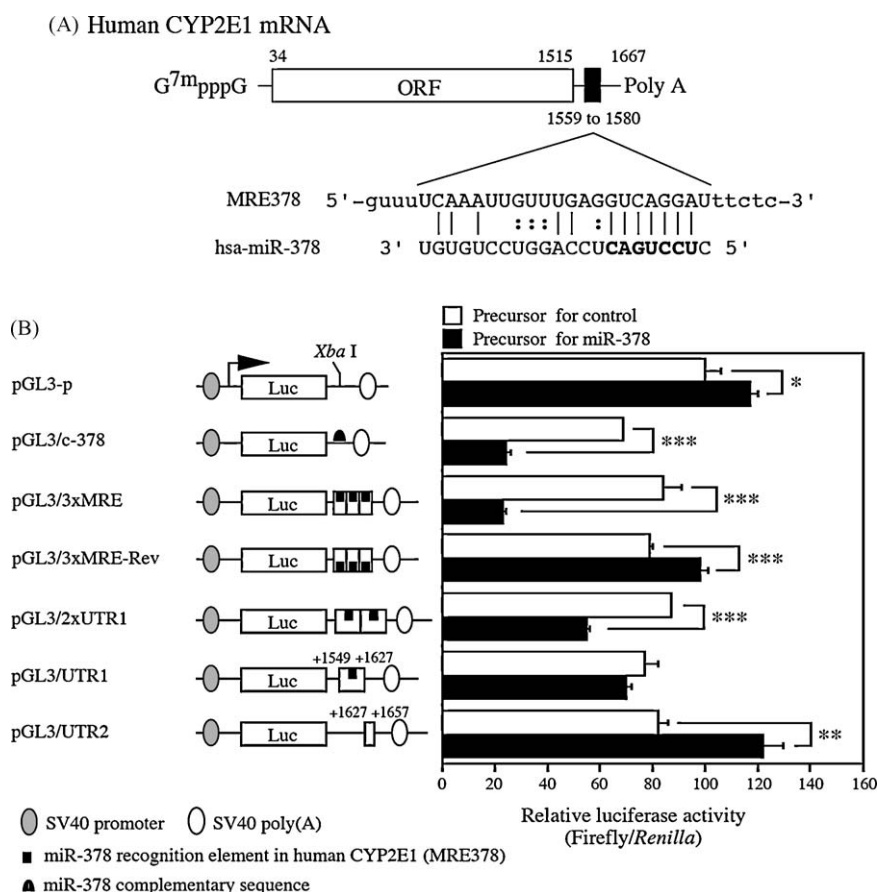 (A) Human CYP2E1 mRNA
34 1515 1667
G7mpppG ORF Poly A
1559 to 1580
MRE378 5'-guuuUCAAAUUGUUUGAGGUCAGGAUttctc-3'
hsa-miR-378 3' UGUGUCCUGGACCUCAGUCCUC 5'
(B)
Precursor for control
Precursor for miR-378
pGL3-p Luc Xba I *
pGL3/c-378 Luc ***
pGL3/3xMRE Luc ***
pGL3/3xMRE-Rev Luc ***
pGL3/2xUTR1 Luc ***
+1549 +1627
pGL3/UTR1 Luc
+1627 +1657
pGL3/UTR2 Luc **
0 20 40 60 80 100 120 140 160
Relative luciferase activity
(Firefly/Renilla)
SV40 promoter SV40 poly(A)
miR-378 recognition element in human CYP2E1 (MRE378)
miR-378 complementary sequence